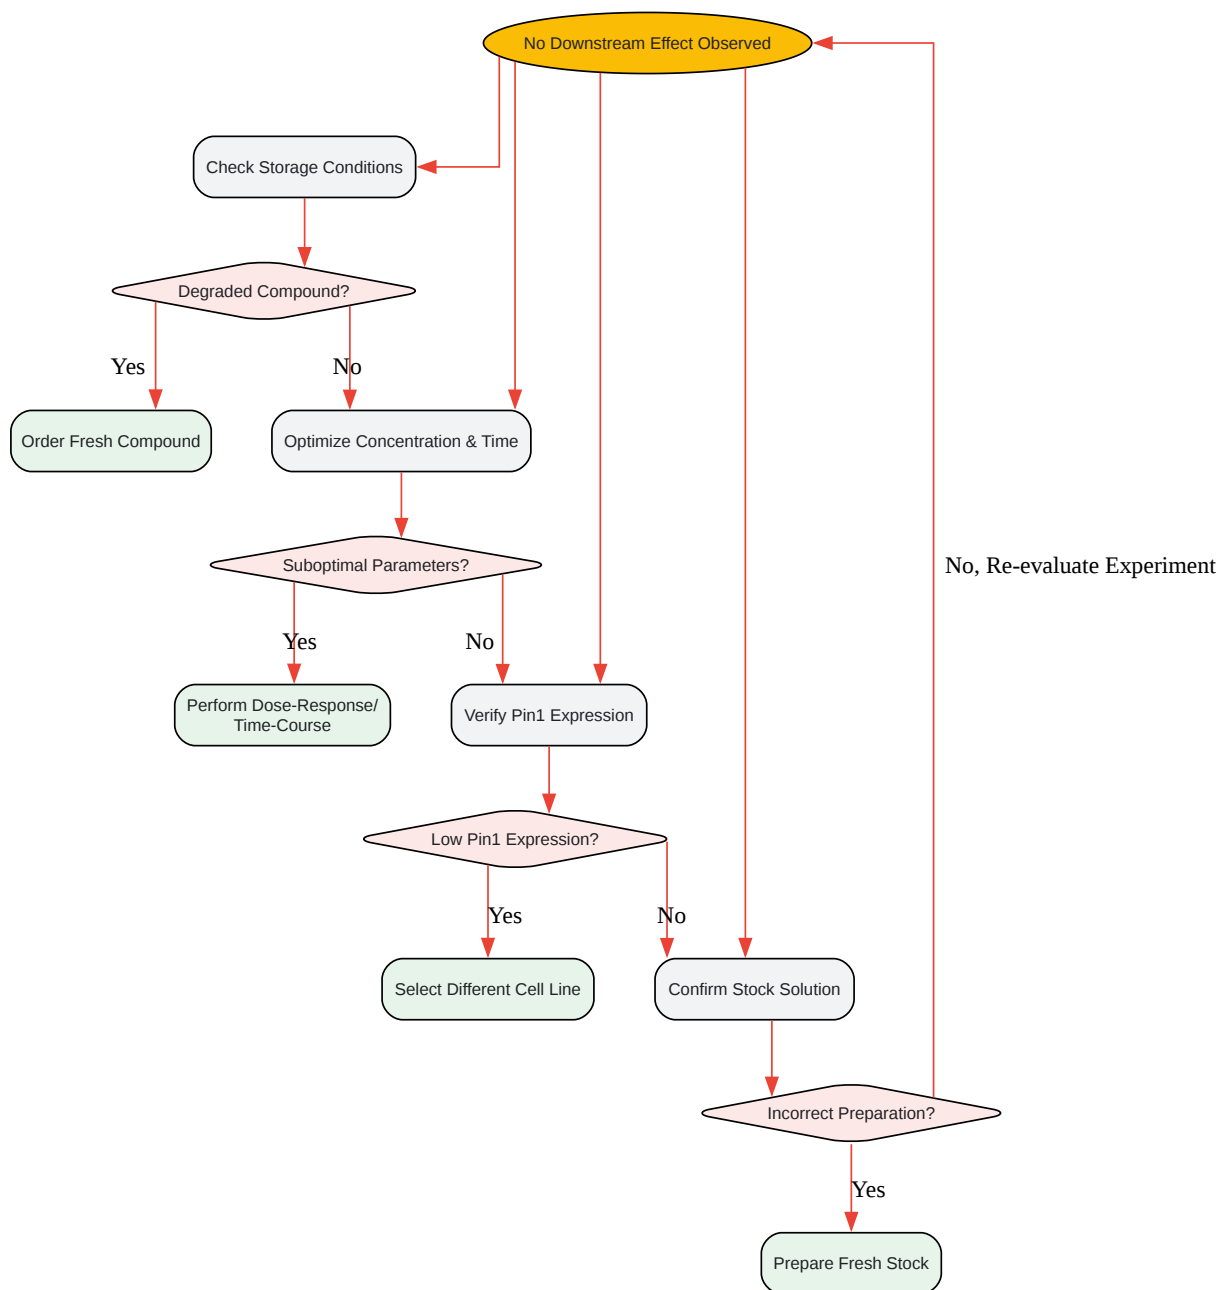 No Downstream Effect Observed
Check Storage Conditions
Degraded Compound?
Yes
No
Order Fresh Compound
Optimize Concentration & Time
Suboptimal Parameters?
No, Re-evaluate Experiment
Yes
No
Perform Dose-Response/
Time-Course
Verify Pin1 Expression
Low Pin1 Expression?
Yes
No
Select Different Cell Line
Confirm Stock Solution
Incorrect Preparation?
Yes
Prepare Fresh Stock